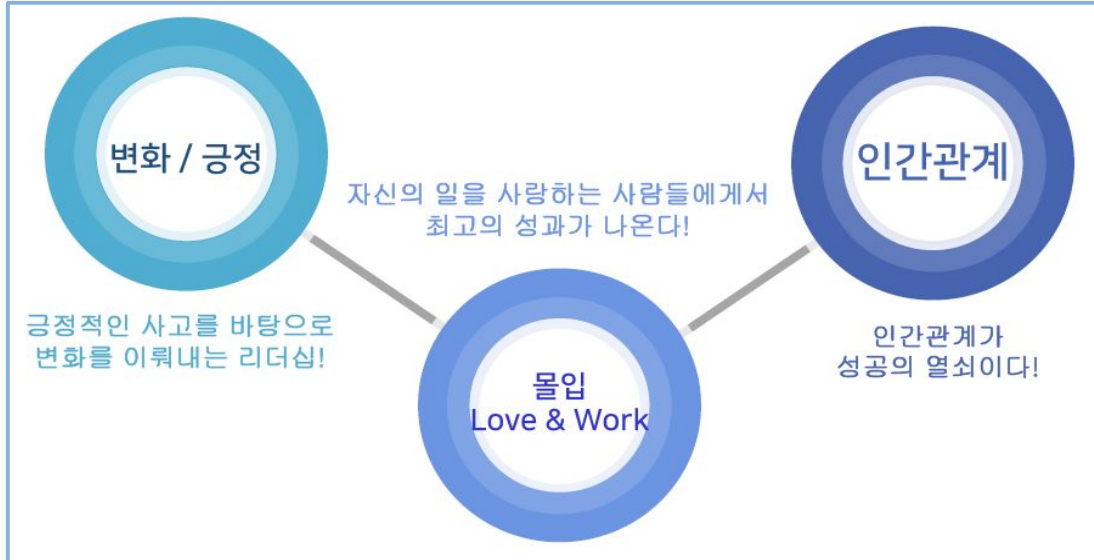 변화 / 긍정
긍정적인 사고를 바탕으로
변화를 이뤄내는 리더십!
자신의 일을 사랑하는 사람들에게서
최고의 성과가 나온다!
몰입
Love & Work
인간관계
인간관계가
성공의 열쇠이다!